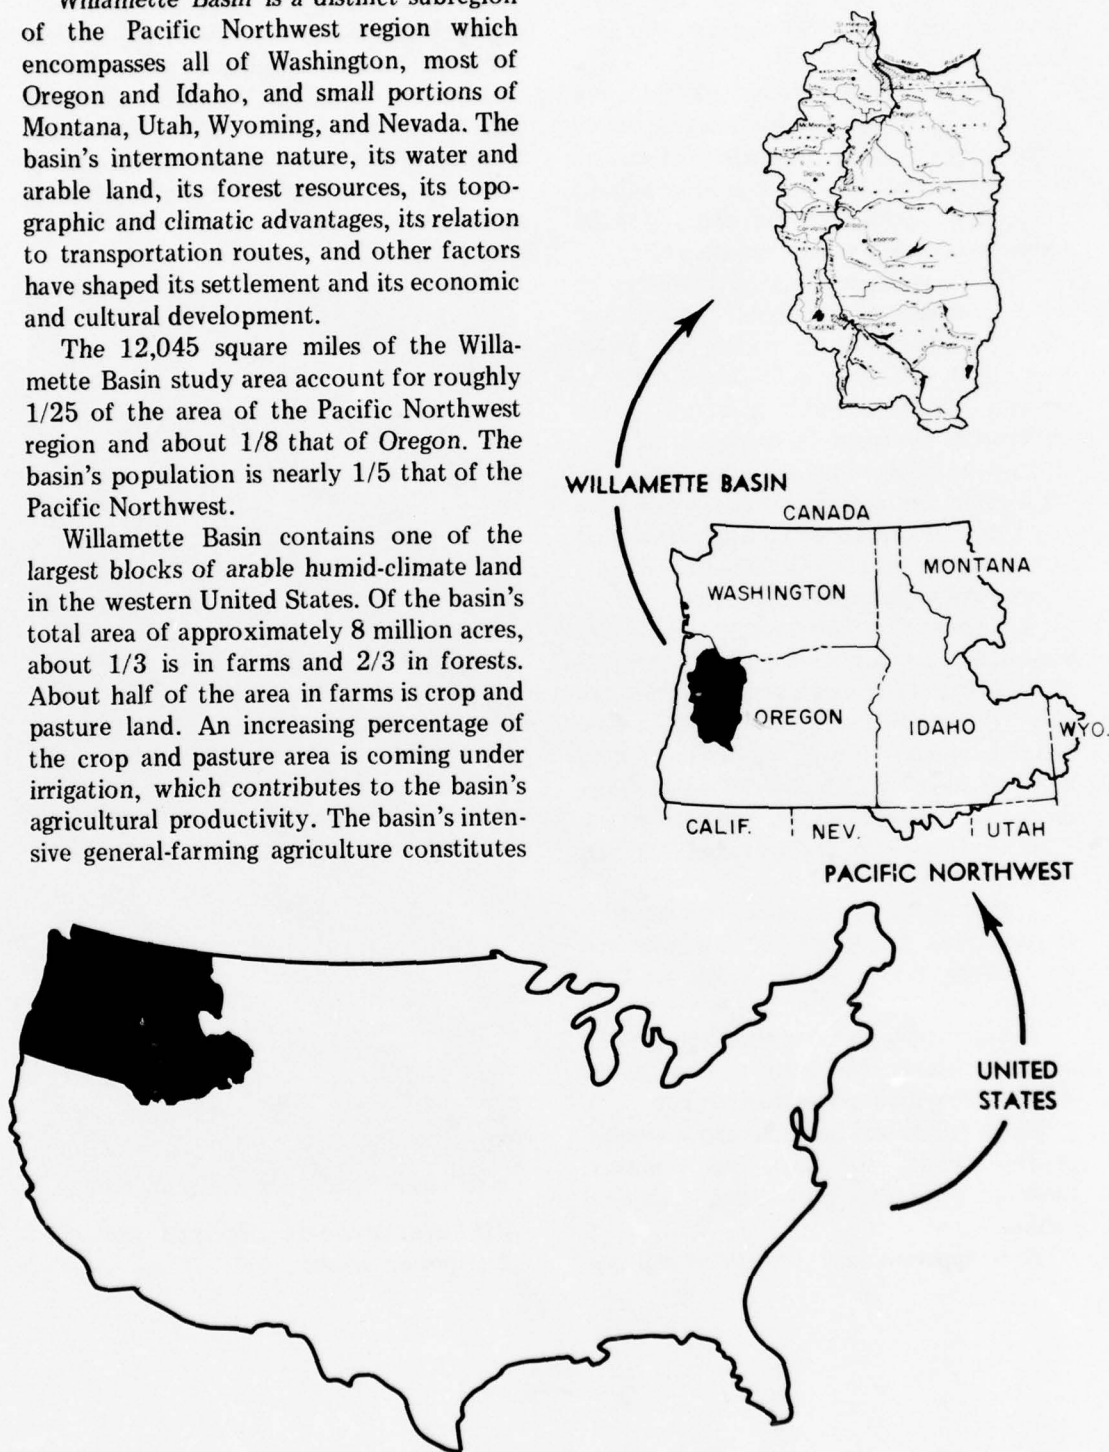 Willamette Basin is a distinct subregion
of the Pacific Northwest region which
encompasses all of Washington, most of
Oregon and Idaho, and small portions of
Montana, Utah, Wyoming, and Nevada. The
basin's intermontane nature, its water and
arable land, its forest resources, its topo-
graphic and climatic advantages, its relation
to transportation routes, and other factors
have shaped its settlement and its economic
and cultural development.
The 12,045 square miles of the Willa-
mette Basin study area account for roughly
1/25 of the area of the Pacific Northwest
region and about 1/8 that of Oregon. The
basin's population is nearly 1/5 that of the
Pacific Northwest.
Willamette Basin contains one of the
largest blocks of arable humid-climate land
in the western United States. Of the basin's
total area of approximately 8 million acres,
about 1/3 is in farms and 2/3 in forests.
About half of the area in farms is crop and
pasture land. An increasing percentage of
the crop and pasture area is coming under
irrigation, which contributes to the basin's
agricultural productivity. The basin's inten-
sive general-farming agriculture constitutes
RIVER
PORTLAND
SALEM
Lebanon
EUGENE
WILLAMETTE BASIN
CANADA
WASHINGTON
MONTANA
OREGON
IDAHO
WYO.
CALIF.
NEV.
UTAH
PACIFIC NORTHWEST
UNITED
STATES